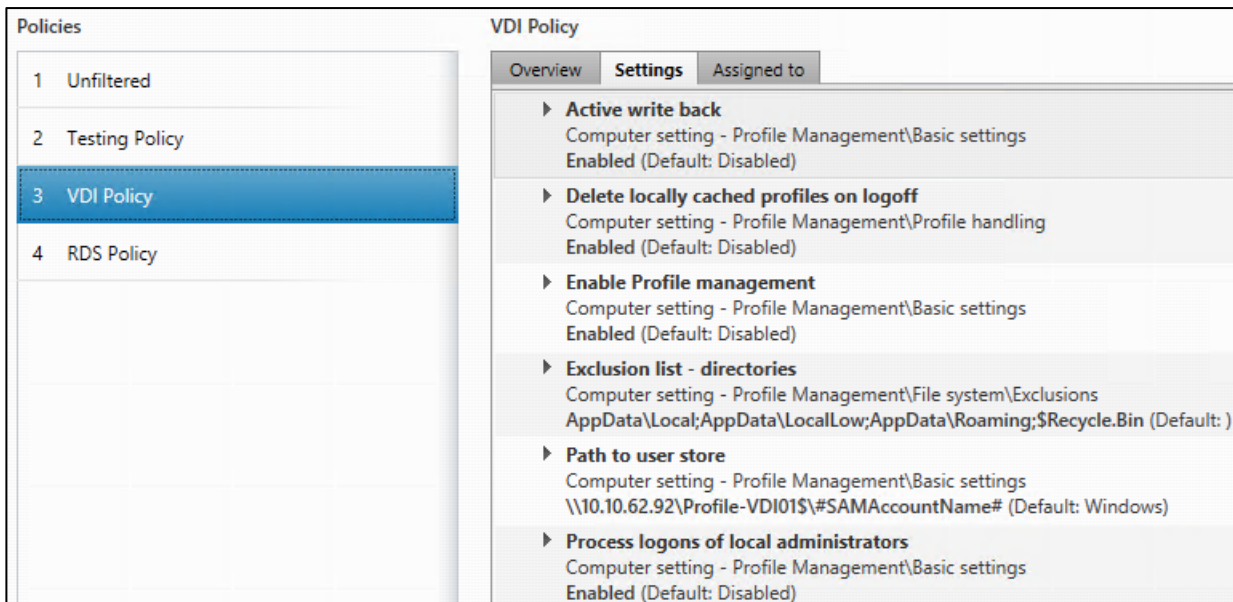 Policies
1 Unfiltered
2 Testing Policy
3 VDI Policy
4 RDS Policy
VDI Policy
Overview Settings Assigned to
Active write back
Computer setting - Profile Management\Basic settings
Enabled (Default: Disabled)
Delete locally cached profiles on logoff
Computer setting - Profile Management\Profile handling
Enabled (Default: Disabled)
Enable Profile management
Computer setting - Profile Management\Basic settings
Enabled (Default: Disabled)
Exclusion list - directories
Computer setting - Profile Management\File system\Exclusions
AppData\Local;AppData\LocalLow;AppData\Roaming;$Recycle.Bin (Default: )
Path to user store
Computer setting - Profile Management\Basic settings
\\10.10.62.92\Profile-VDI01$\#SAMAccountName# (Default: Windows)
Process logons of local administrators
Computer setting - Profile Management\Basic settings
Enabled (Default: Disabled)